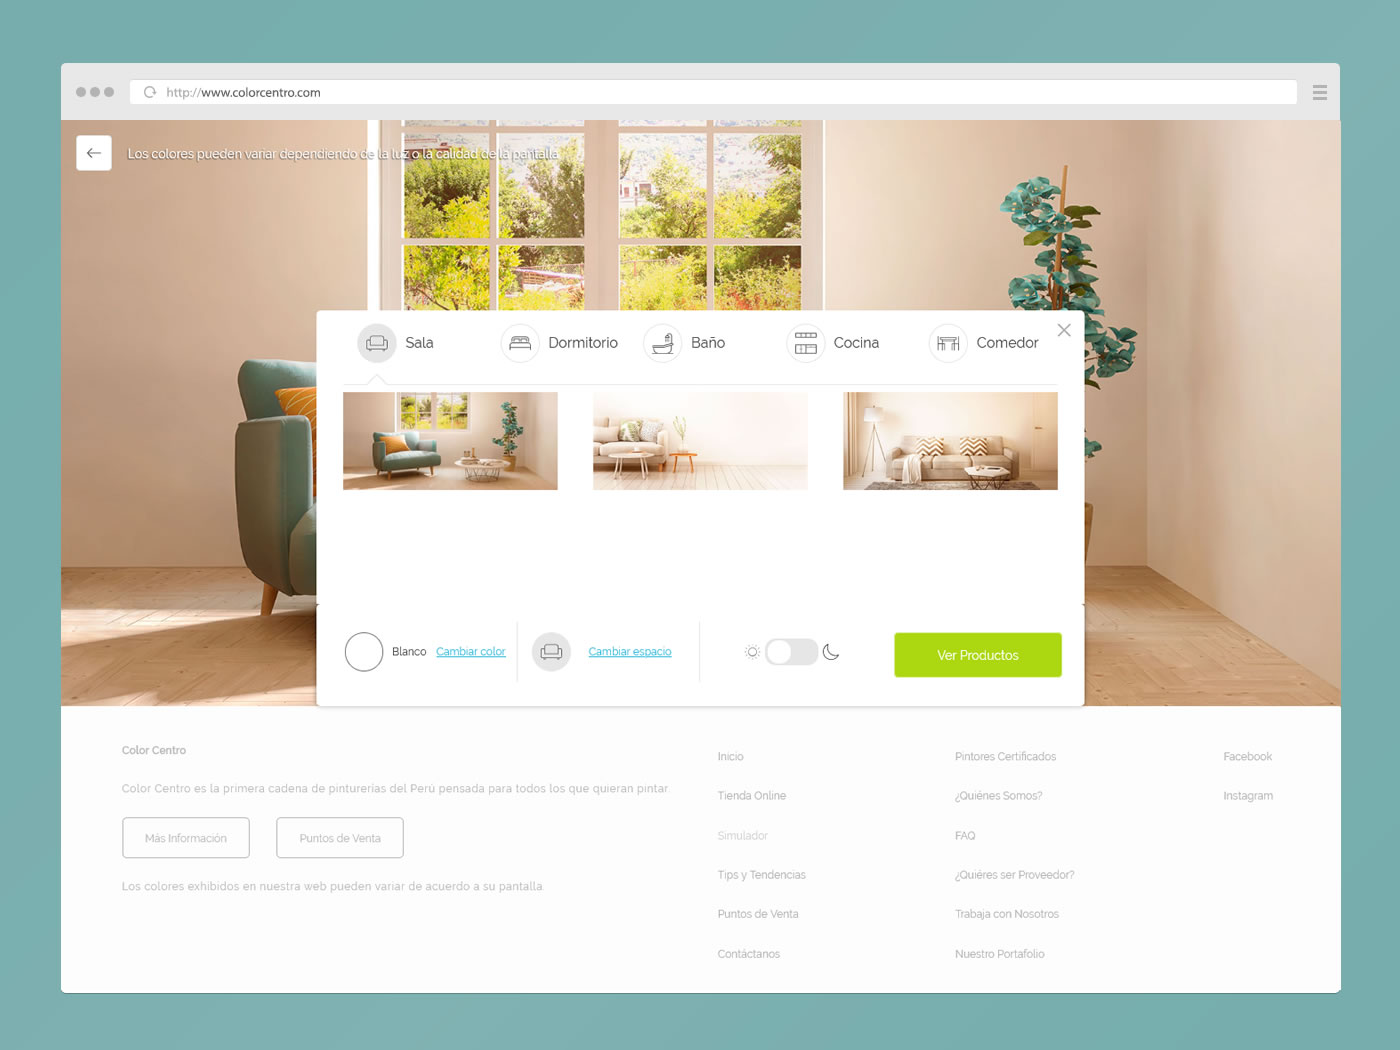 http://www.colorcentro.com
Los colores pueden variar dependiendo de la luz o la calidad de la pantalla
Sala
Dormitorio
Baño
Cocina
Comedor
Blanco
Cambiar color
Cambiar espacio
Ver Productos
Color Centro
Color Centro es la primera cadena de pinturerías del Perú pensada para todos los que quieran pintar.
Más Información
Puntos de Venta
Los colores exhibidos en nuestra web pueden variar de acuerdo a su pantalla
Inicio
Tienda Online
Simulador
Tips y Tendencias
Puntos de Venta
Contáctanos
Pintores Certificados
¿Quiénes Somos?
FAQ
¿Quiéres ser Proveedor?
Trabaja con Nosotros
Nuestro Portafolio
Facebook
Instagram